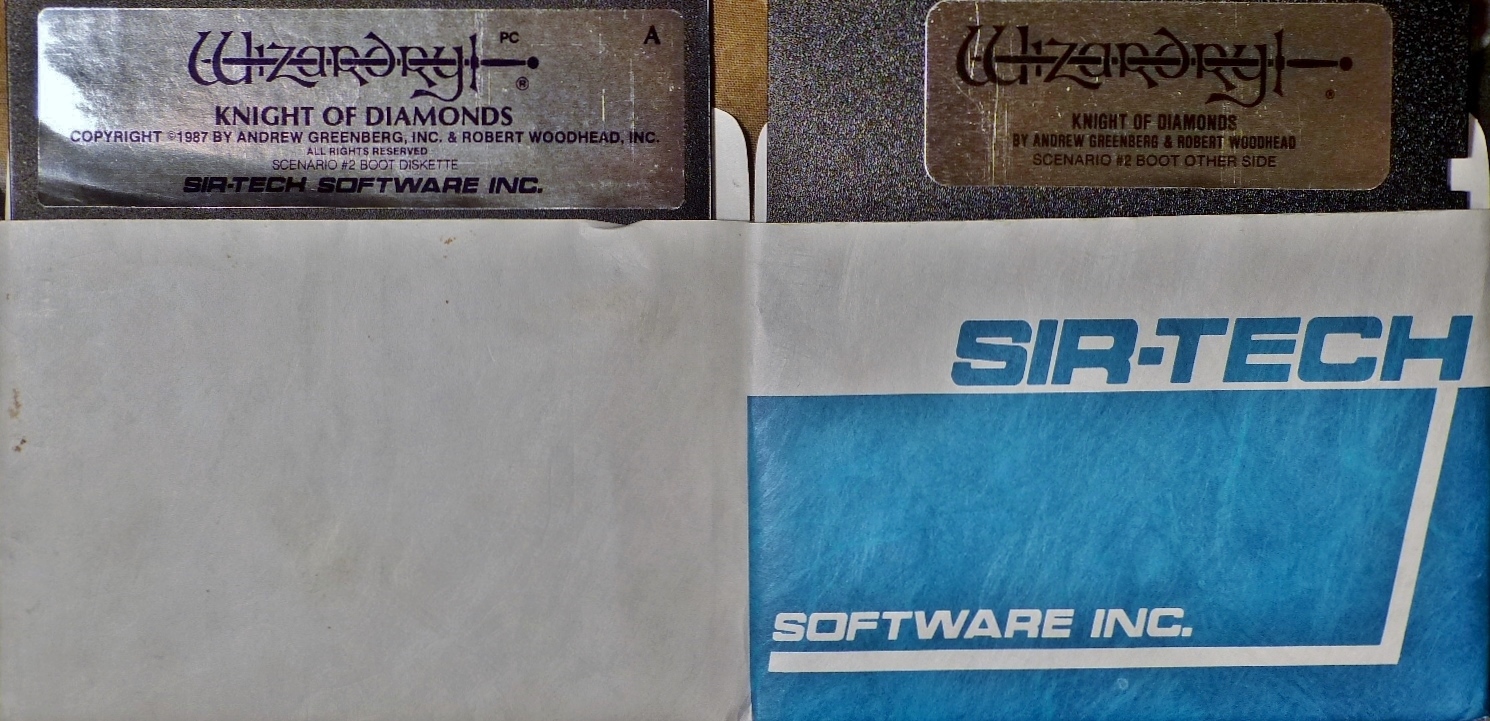 Wizardry PC A
®
KNIGHT OF DIAMONDS
COPYRIGHT ©1987 BY ANDREW GREENBERG, INC. & ROBERT WOODHEAD, INC.
ALL RIGHTS RESERVED
SCENARIO #2 BOOT DISKETTE
SIR-TECH SOFTWARE INC.
Wizardry
®
KNIGHT OF DIAMONDS
BY ANDREW GREENBERG & ROBERT WOODHEAD
SCENARIO #2 BOOT OTHER SIDE
SIR-TECH
SOFTWARE INC.